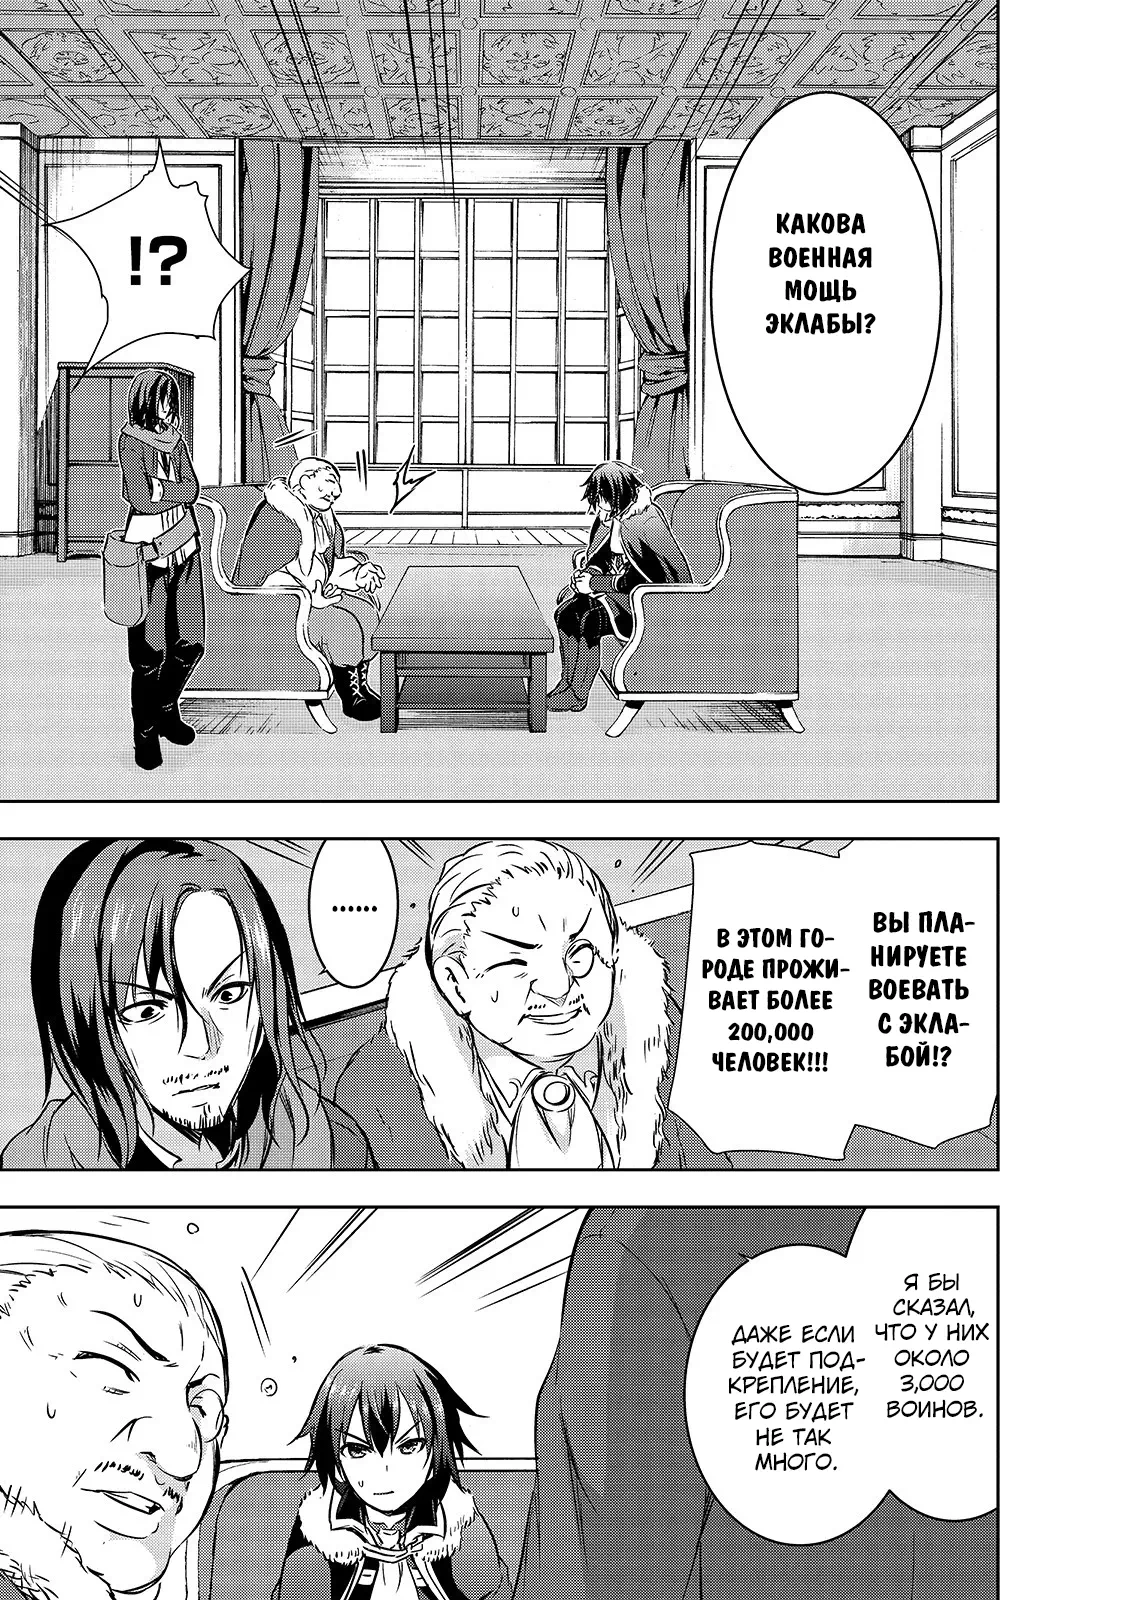 КАКОВА
ВОЕННАЯ
МОЩЬ
ЭКЛАБЫ?
!?
ВЫ ПЛА-
НИРУЕТЕ
ВОЕВАТЬ
С ЭКЛА-
БОЙ!?
В ЭТОМ ГО-
РОДЕ ПРОЖИ-
ВАЕТ БОЛЕЕ
200,000
ЧЕЛОВЕК!!!
......
Я БЫ
СКАЗАЛ,
ЧТО У НИХ
ОКОЛО
3,000
ВОИНОВ.
ДАЖЕ ЕСЛИ
БУДЕТ ПОД-
КРЕПЛЕНИЕ,
ЕГО БУДЕТ
НЕ ТАК
МНОГО.